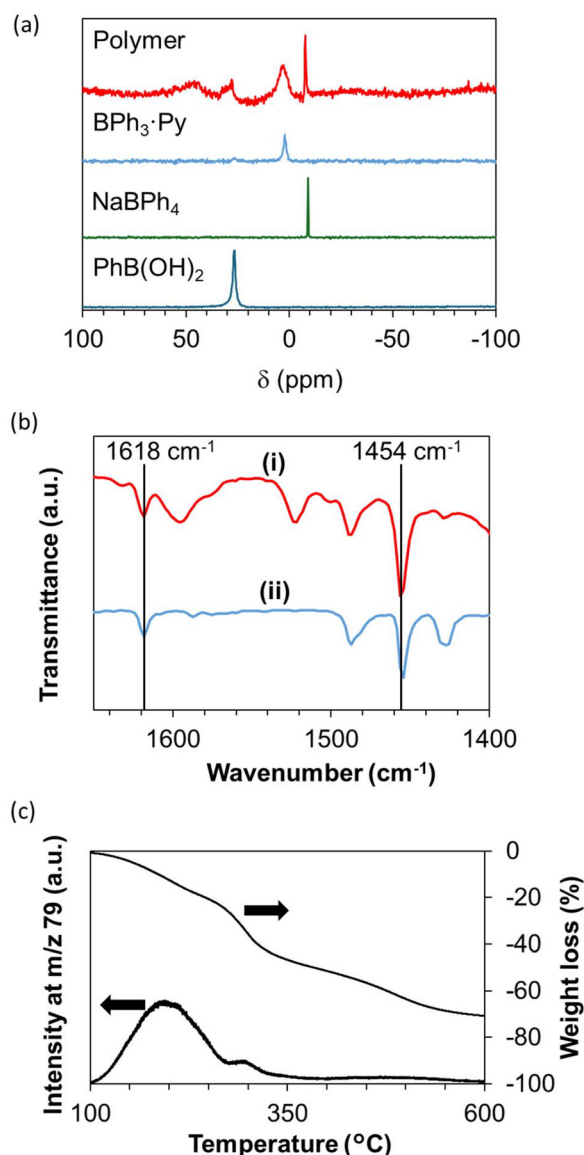 (a)
Polymer
BPh₃·Py
NaBPh₄
PhB(OH)₂
100 50 0 -50 -100
δ (ppm)
(b)
1618 cm⁻¹ 1454 cm⁻¹
(i)
(ii)
Transmittance (a.u.)
1600 1500 1400
Wavenumber (cm⁻¹)
(c)
Intensity at m/z 79 (a.u.)
0
-20
-40
-60
-80
-100
Weight loss (%)
100 350 600
Temperature (°C)